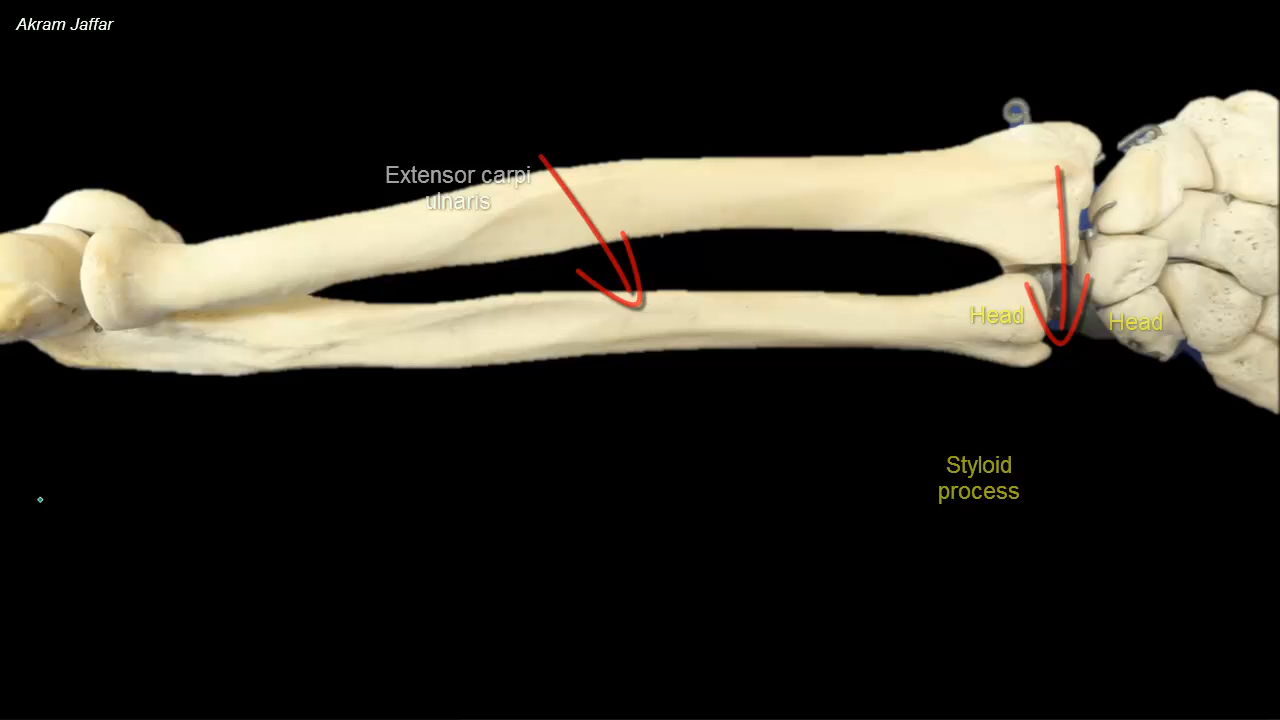 Akram Jaffar
Extensor carpi
ulnaris
Head
Head
Styloid
process